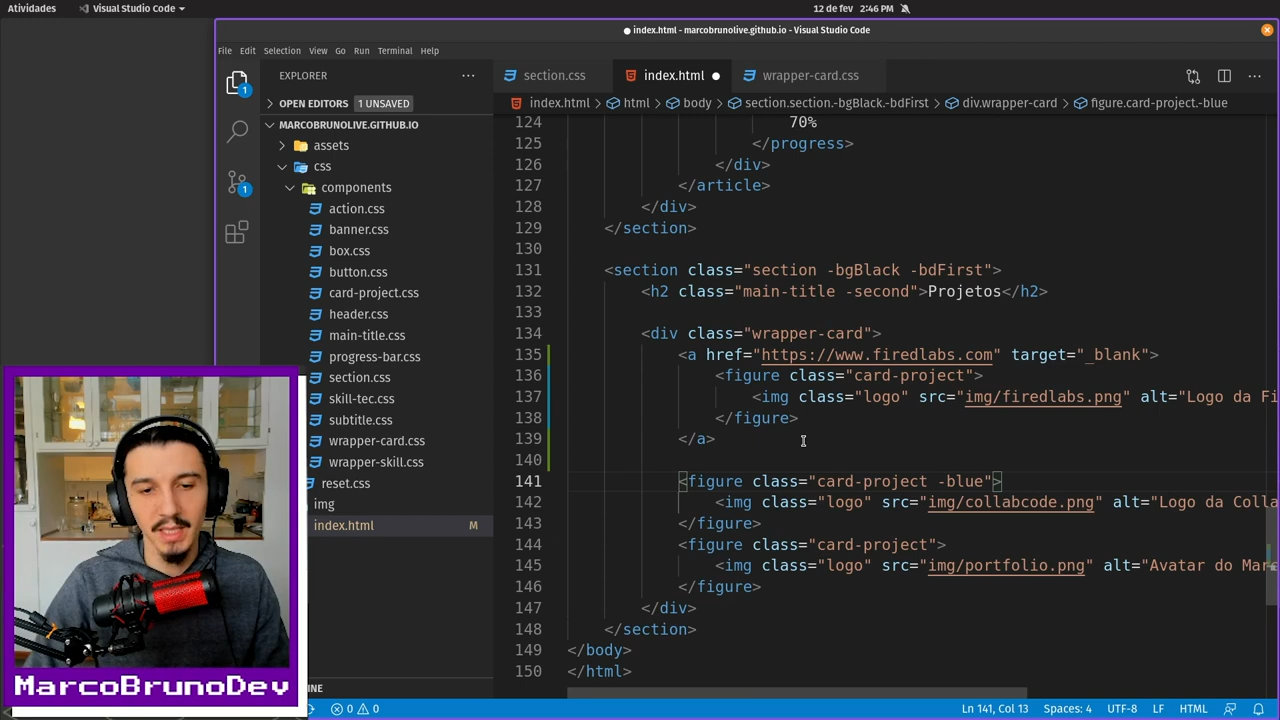 Atividades
Visual Studio Code
12 de fev 2:46 PM
index.html - marcobrunolive.github.io - Visual Studio Code
File Edit Selection View Go Run Terminal Help
EXPLORER
section.css
index.html
wrapper-card.css
OPEN EDITORS 1 UNSAVED
index.html > html > body > section.section.-bgBlack.-bdFirst > div.wrapper-card > figure.card-project.-blue
1
1
MARCOBRUNOLIVE.GITHUB.IO
assets
css
components
action.css
banner.css
box.css
button.css
card-project.css
header.css
main-title.css
progress-bar.css
section.css
skill-tec.css
subtitle.css
wrapper-card.css
wrapper-skill.css
reset.css
img
index.html M
124 70%
125 </progress>
126 </div>
127 </article>
128 </div>
129 </section>
130
131 <section class="section -bgBlack -bdFirst">
132 <h2 class="main-title -second">Projetos</h2>
133
134 <div class="wrapper-card">
135 <a href="https://www.firedlabs.com" target="_blank">
136 <figure class="card-project">
137 <img class="logo" src="img/firedlabs.png" alt="Logo da Fi
138 </figure>
139 </a>
140
141 <figure class="card-project -blue">
142 <img class="logo" src="img/collabcode.png" alt="Logo da Colla
143 </figure>
144 <figure class="card-project">
145 <img class="logo" src="img/portfolio.png" alt="Avatar do Mar
146 </figure>
147 </div>
148 </section>
149 </body>
150 </html>
MarcoBrunoDev
INE
0 0
Ln 141, Col 13 Spaces: 4 UTF-8 LF HTML